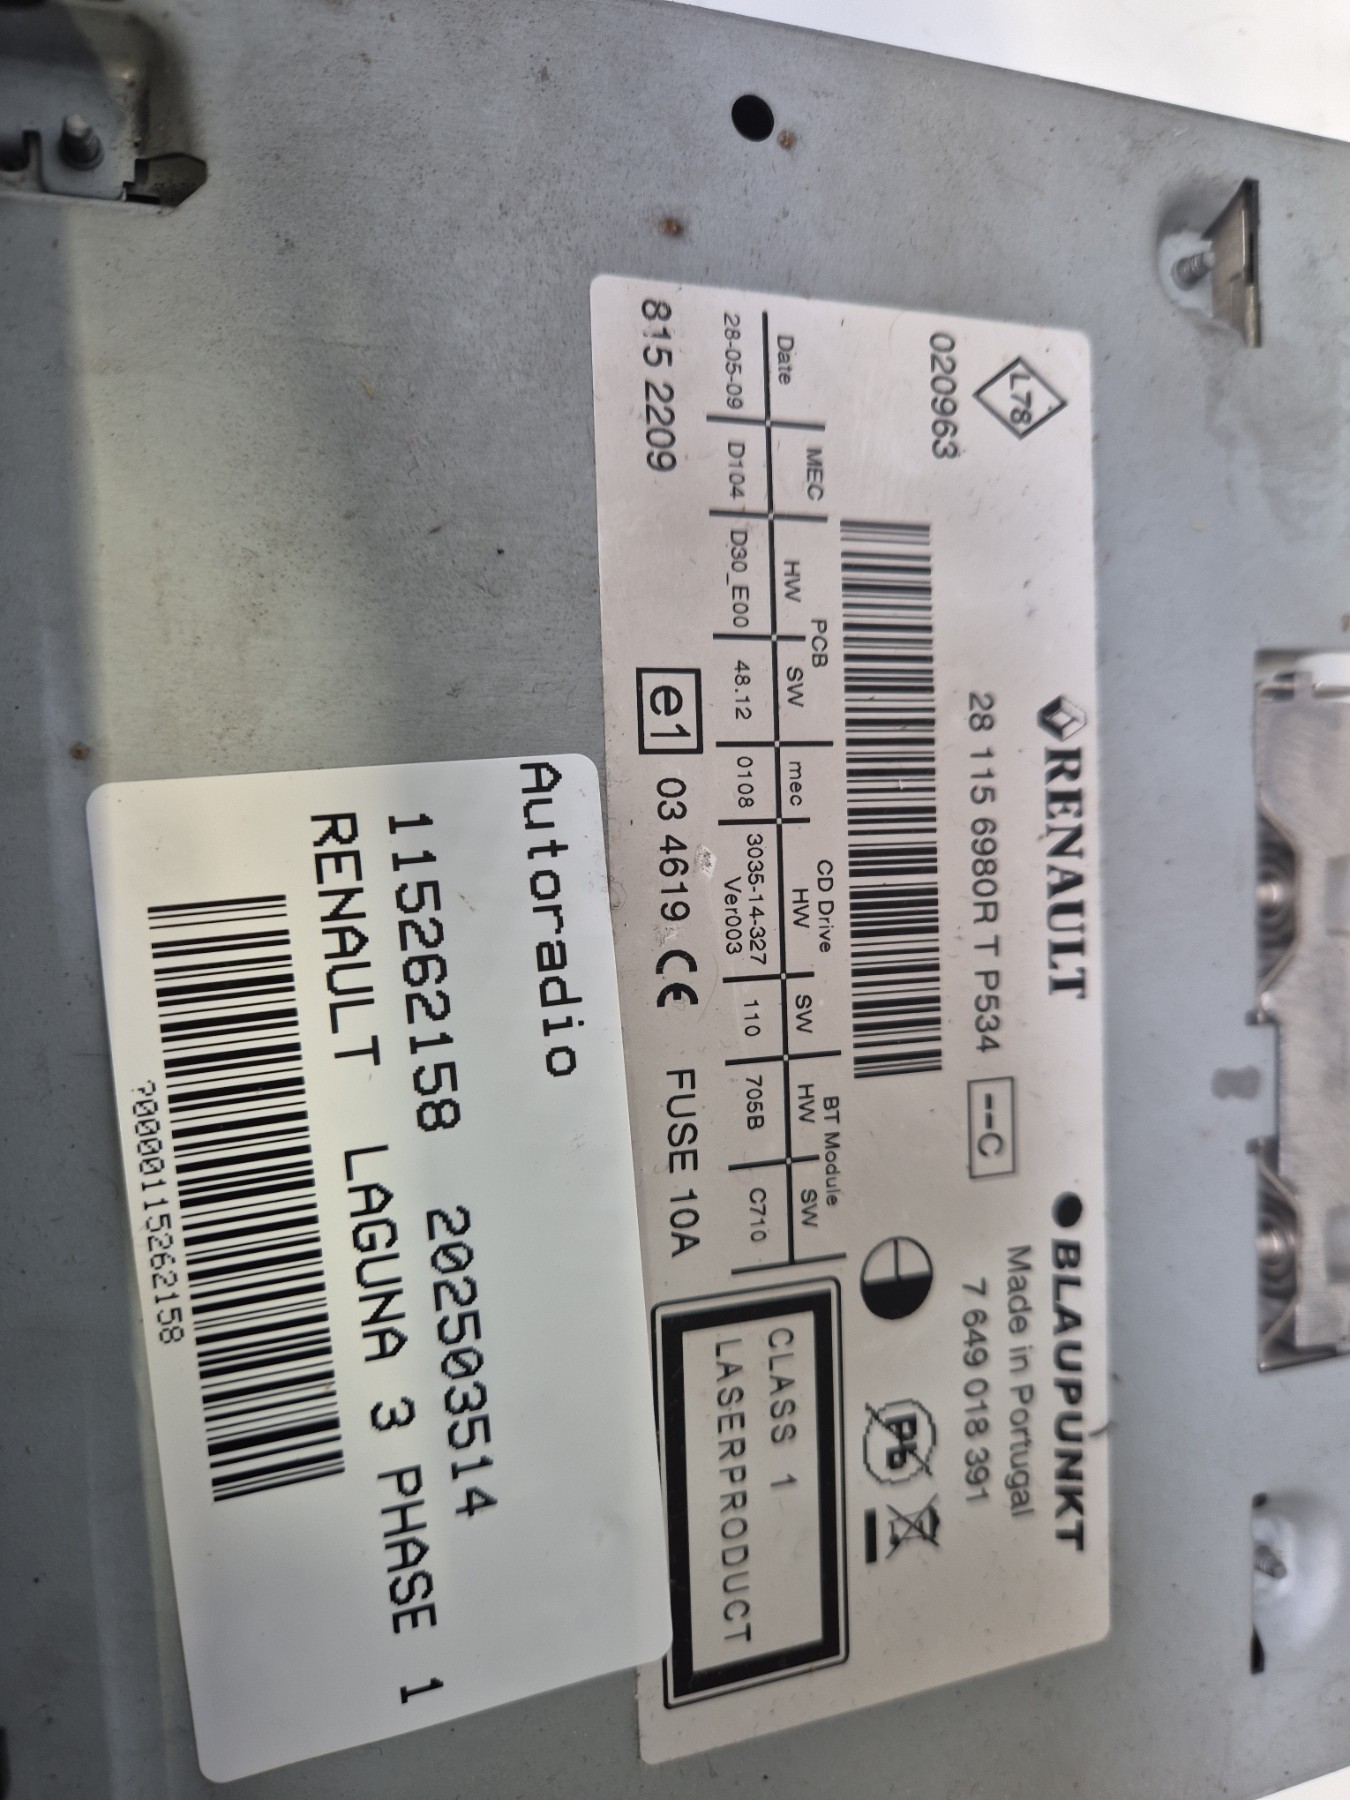 L78
RENAULT
BLAUPUNKT
020963
28 115 6980R T P534 --C
Made in Portugal
7 649 018 391
Date MEC PCB HW SW CD Drive mec HW SW BT Module HW SW
28-05-09 D104 D30_E00 48.12 0108 3035-14-327 Ver003 110 705B C710
Pb
815 2209
e1 03 4619 CE FUSE 10A
CLASS 1
LASERPRODUCT
Autoradio
115262158 202503514
RENAULT LAGUNA 3 PHASE 1
?0000115262158